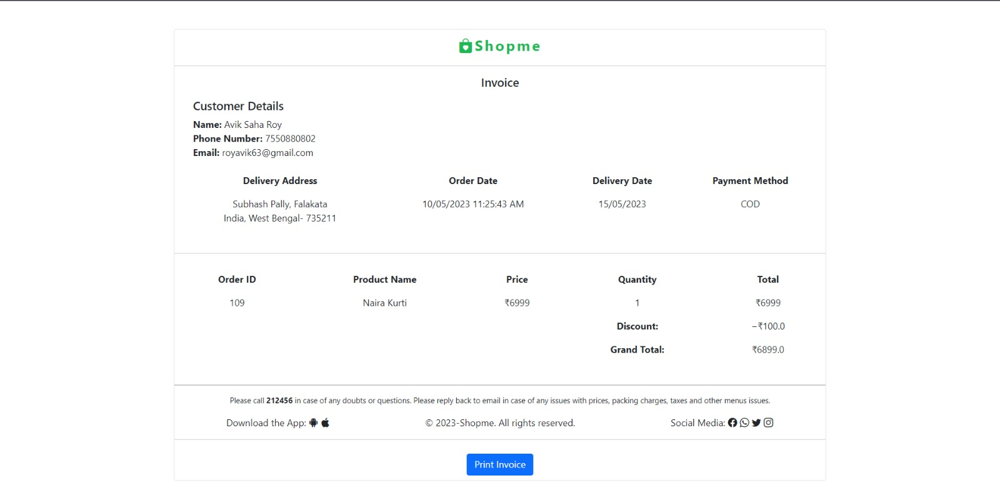 Shopme
Invoice
Customer Details
Name: Avik Saha Roy
Phone Number: 7550880802
Email: royavik63@gmail.com
Delivery Address Order Date Delivery Date Payment Method
Subhash Pally, Falakata 10/05/2023 11:25:43 AM 15/05/2023 COD
India, West Bengal- 735211
Order ID Product Name Price Quantity Total
109 Naira Kurti ₹6999 1 ₹6999
Discount: −₹100.0
Grand Total: ₹6899.0
Please call 212456 in case of any doubts or questions. Please reply back to email in case of any issues with prices, packing charges, taxes and other menus issues.
Download the App: © 2023-Shopme. All rights reserved. Social Media:
Print Invoice